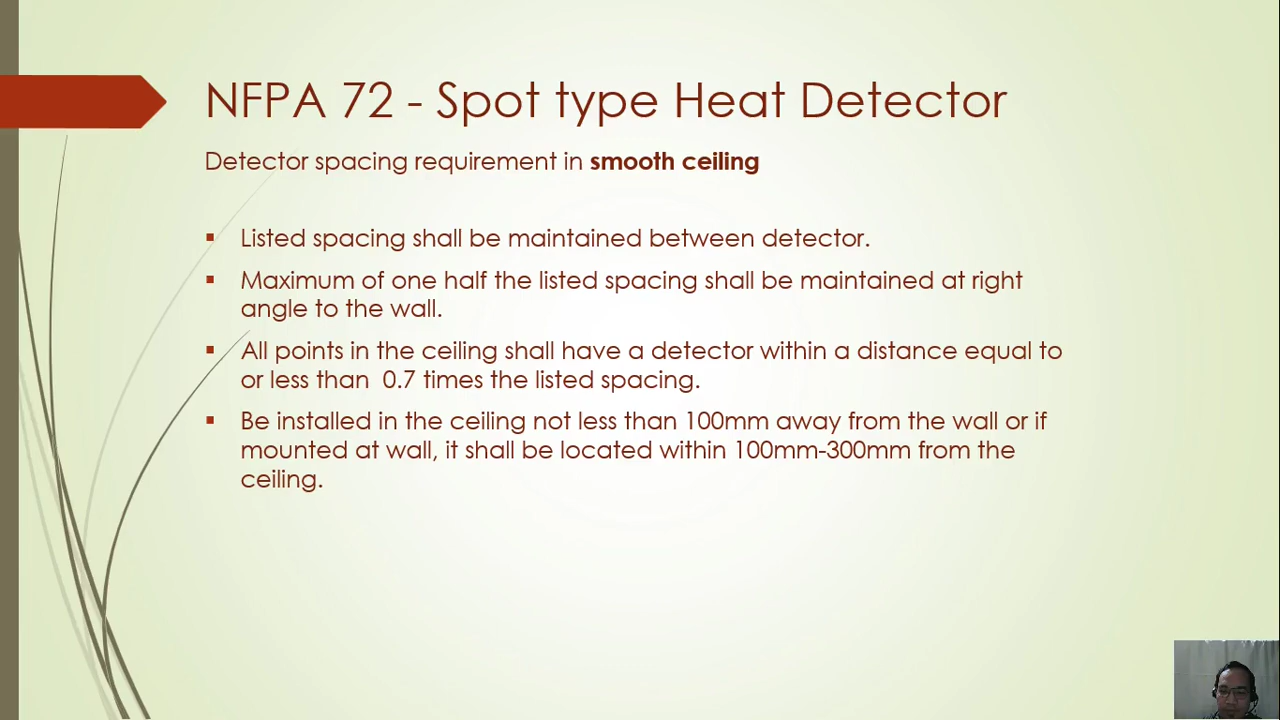 NFPA 72 - Spot type Heat Detector
Detector spacing requirement in smooth ceiling
▪ Listed spacing shall be maintained between detector.
▪ Maximum of one half the listed spacing shall be maintained at right
angle to the wall.
▪ All points in the ceiling shall have a detector within a distance equal to
or less than  0.7 times the listed spacing.
▪ Be installed in the ceiling not less than 100mm away from the wall or if
mounted at wall, it shall be located within 100mm-300mm from the
ceiling.